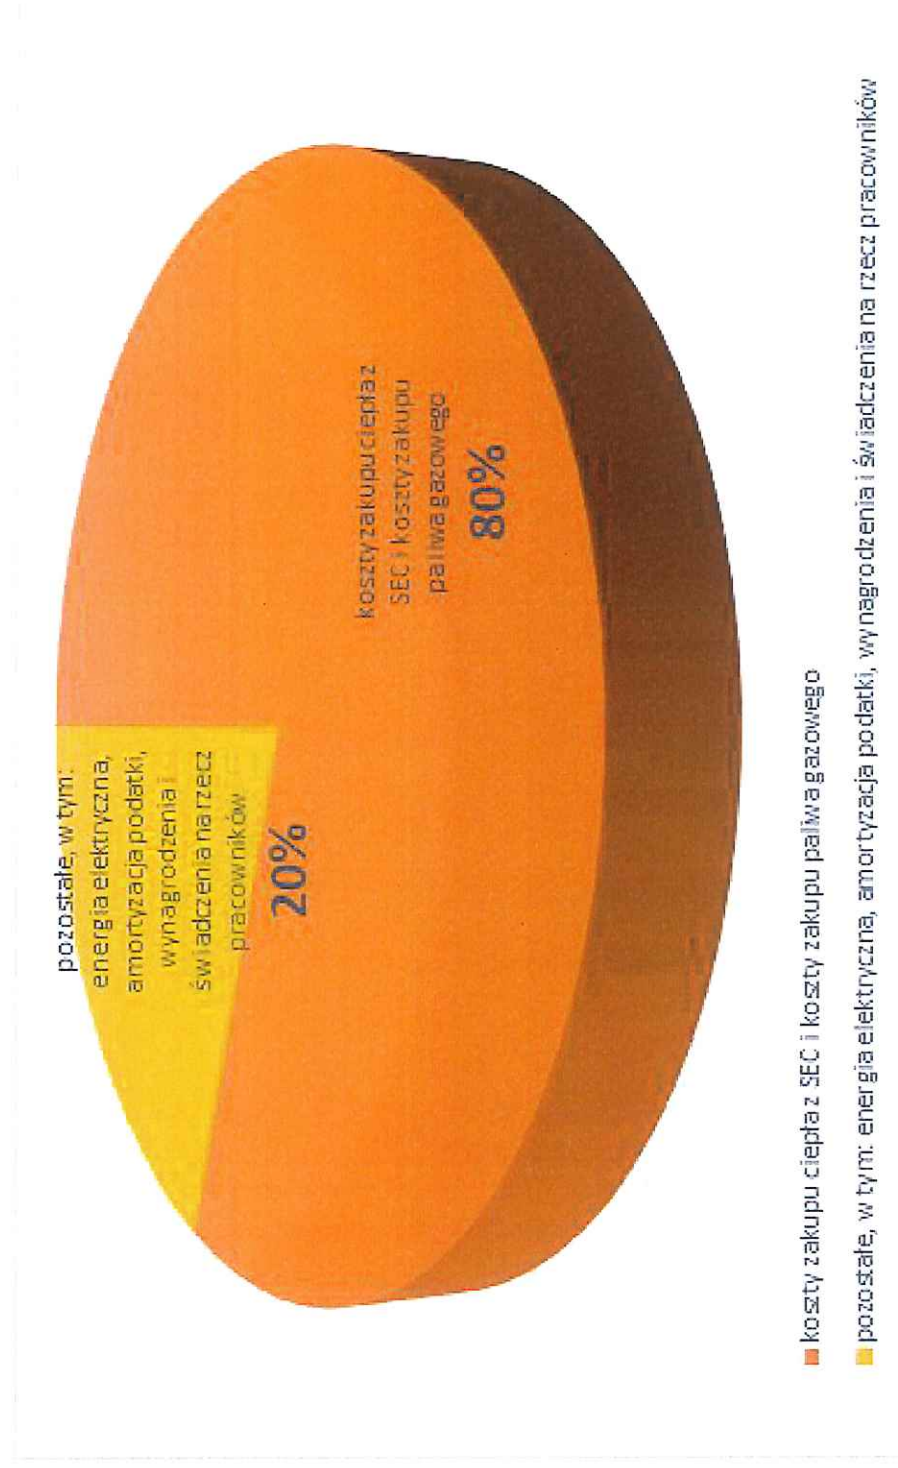 pozostałe, w tym:
energia elektryczna,
amortyzacja podatki,
wynagrodzenia i
świadczenia na rzecz
pracowników
20%
koszty zakupu ciepła z
SEC i koszty zakupu
paliwa gazowego
80%
koszty zakupu ciepła z SEC i koszty zakupu paliwa gazowego
pozostałe, w tym: energia elektryczna, amortyzacja podatki, wynagrodzenia i świadczenia na rzecz pracowników